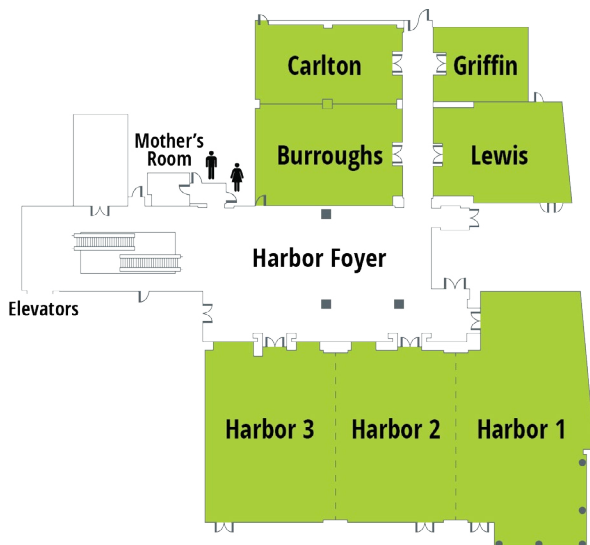 Carlton
Griffin
Mother's
Room
Burroughs
Lewis
Harbor Foyer
Elevators
Harbor 3
Harbor 2
Harbor 1